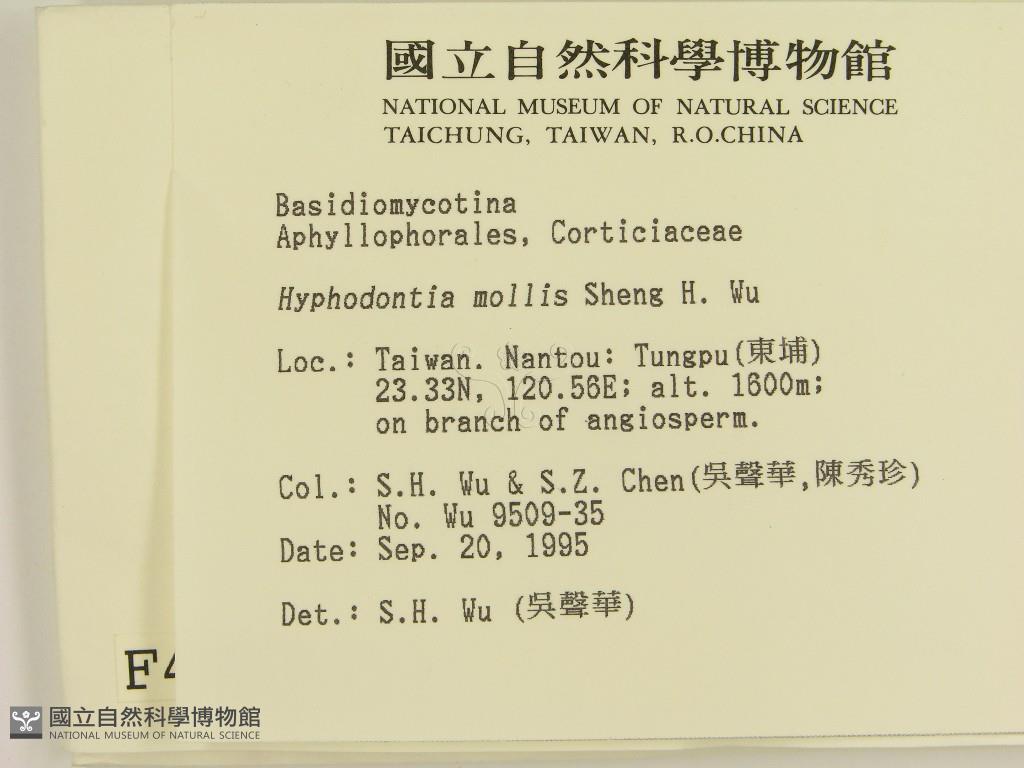 國立自然科學博物館
NATIONAL MUSEUM OF NATURAL SCIENCE
TAICHUNG, TAIWAN, R.O.CHINA
Basidiomycotina
Aphyllophorales, Corticiaceae
Hyphodontia mollis Sheng H. Wu
Loc.: Taiwan. Nantou: Tungpu(東埔)
23.33N, 120.56E; alt. 1600m;
on branch of angiosperm.
Col.: S.H. Wu & S.Z. Chen(吳聲華,陳秀珍)
No. Wu 9509-35
Date: Sep. 20, 1995
Det.: S.H. Wu (吳聲華)
F4
國立自然科學博物館
NATIONAL MUSEUM OF NATURAL SCIENCE